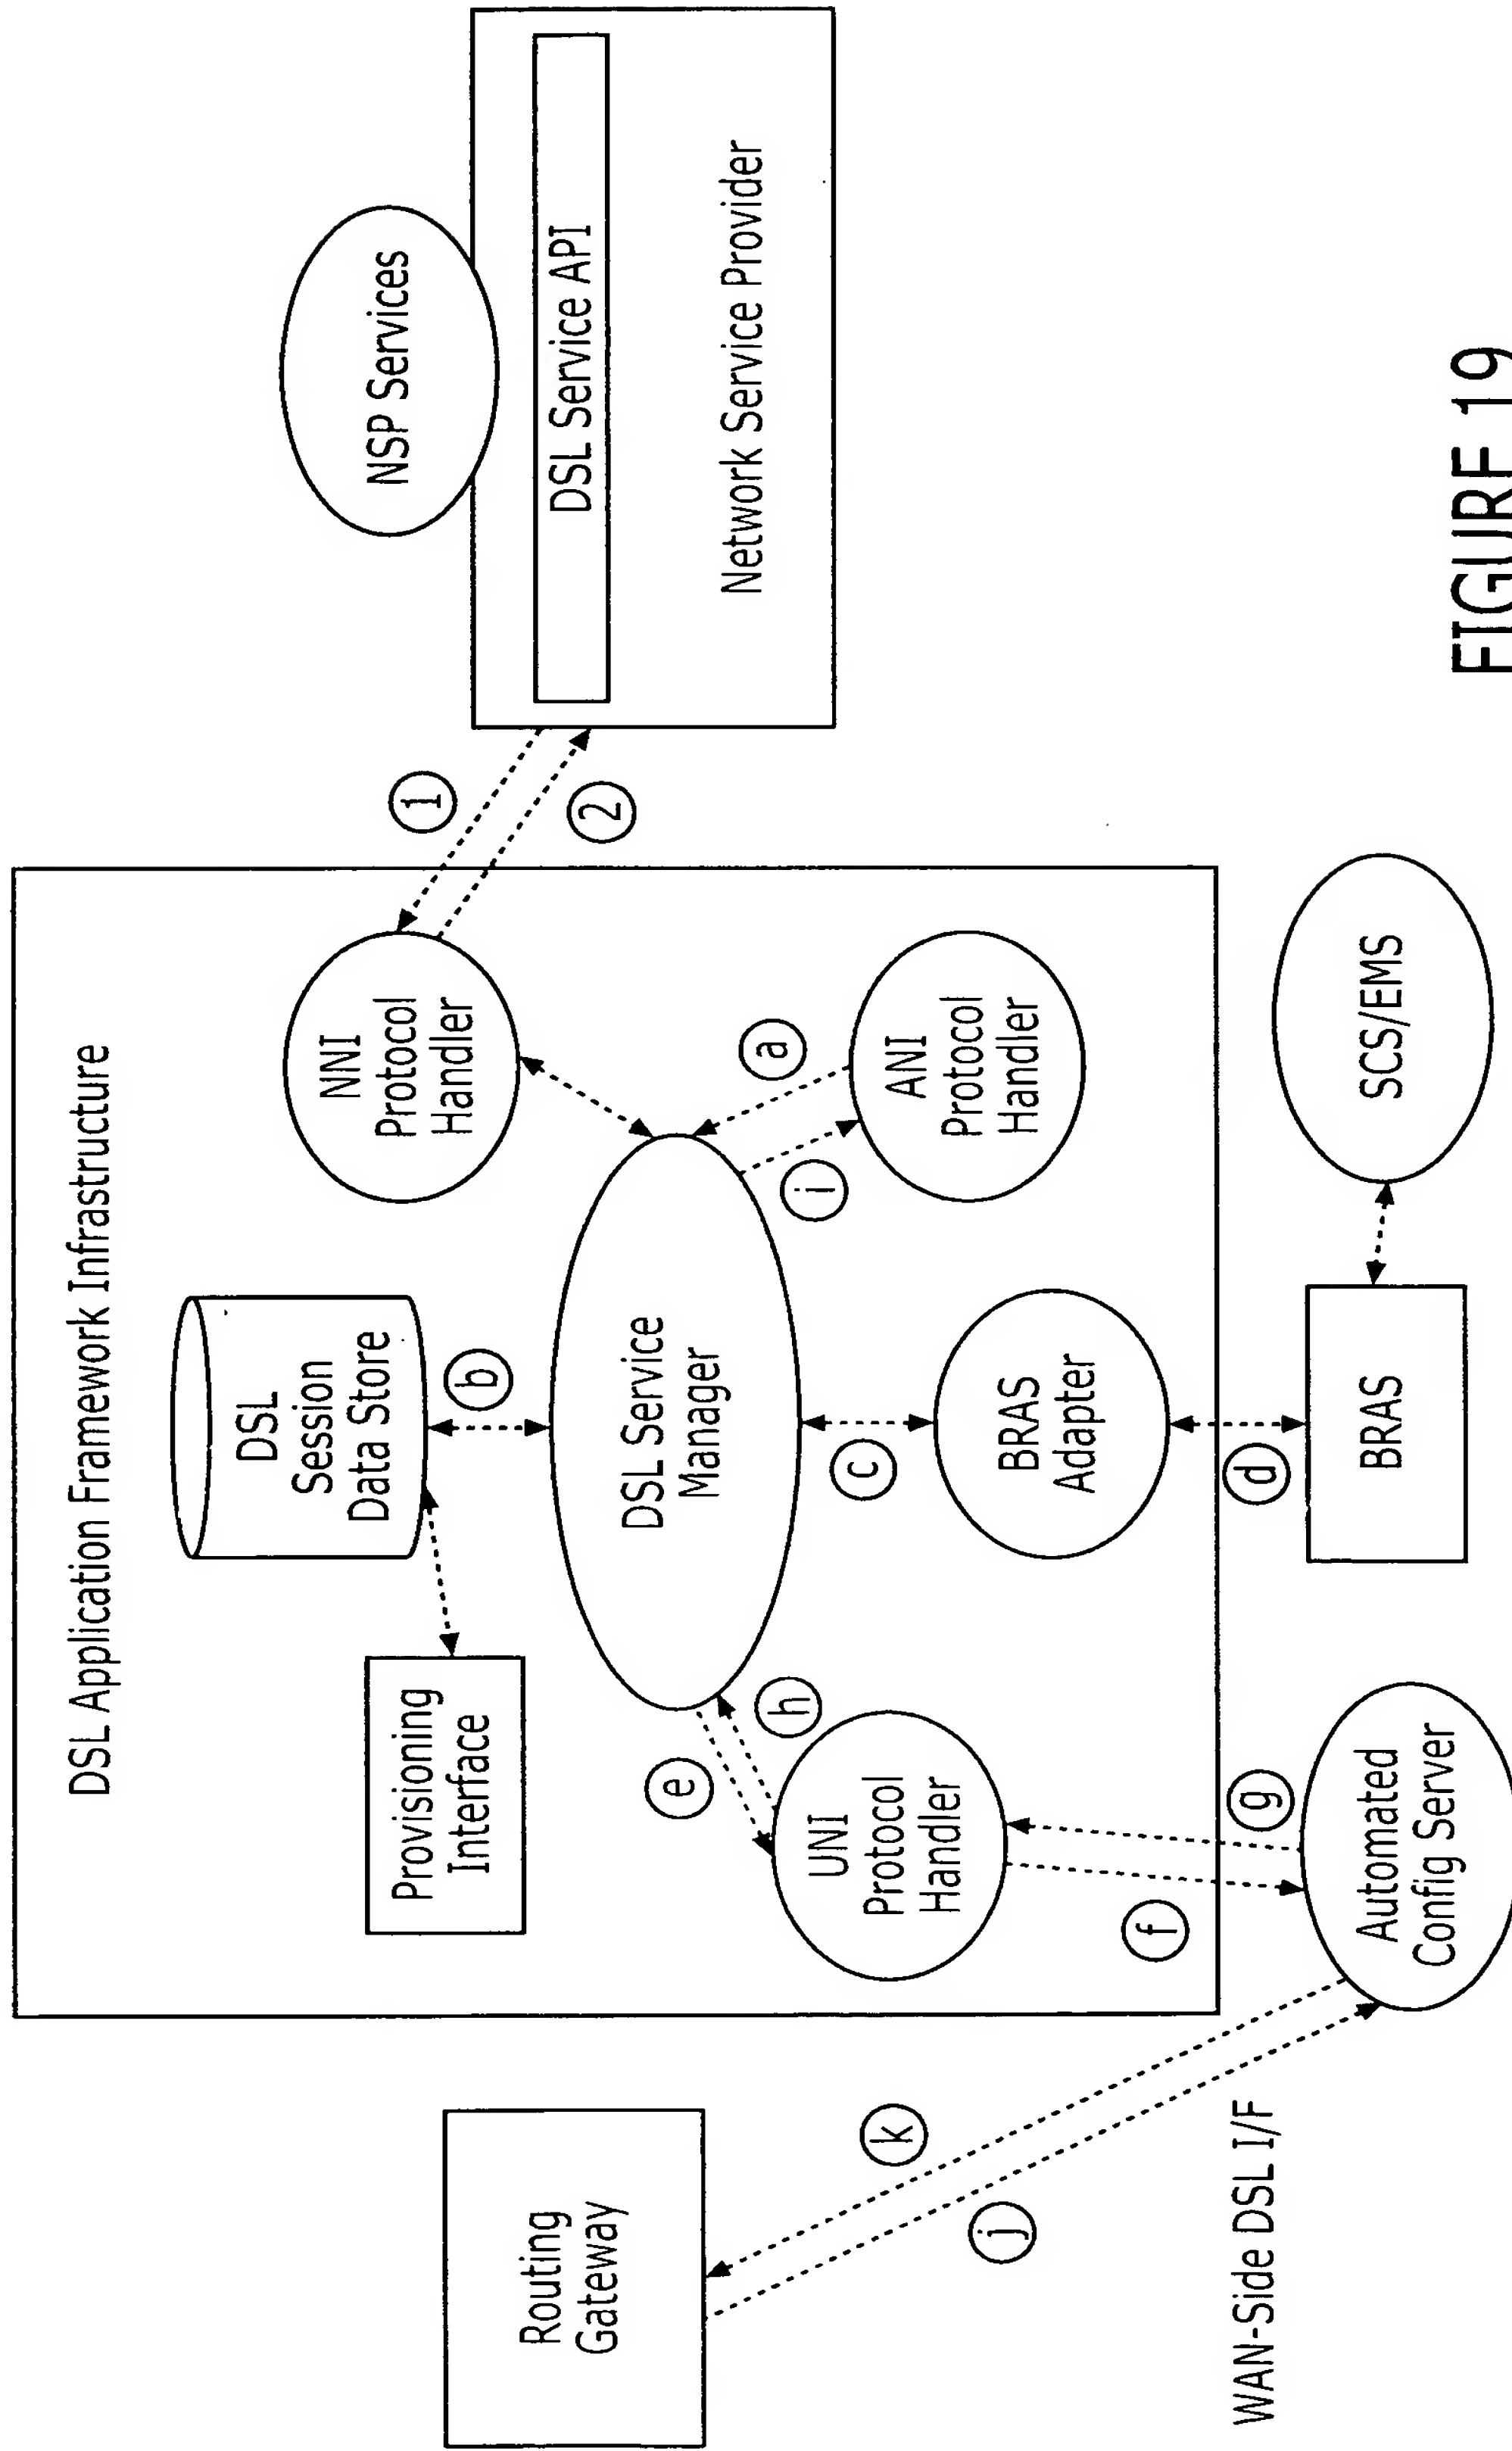 DSL Application Framework Infrastructure
Routing
Gateway
Provisioning
Interface
DSL
Session
Data Store
NNI
Protocol
Handler
NSP Services
DSL Service API
Network Service Provider
1
2
b
DSL Service
Manager
a
i
e
h
c
UNI
Protocol
Handler
BRAS
Adapter
ANI
Protocol
Handler
k
j
f
g
d
WAN-Side DSL I/F
Automated
Config Server
BRAS
SCS/EMS
FIGURE 19